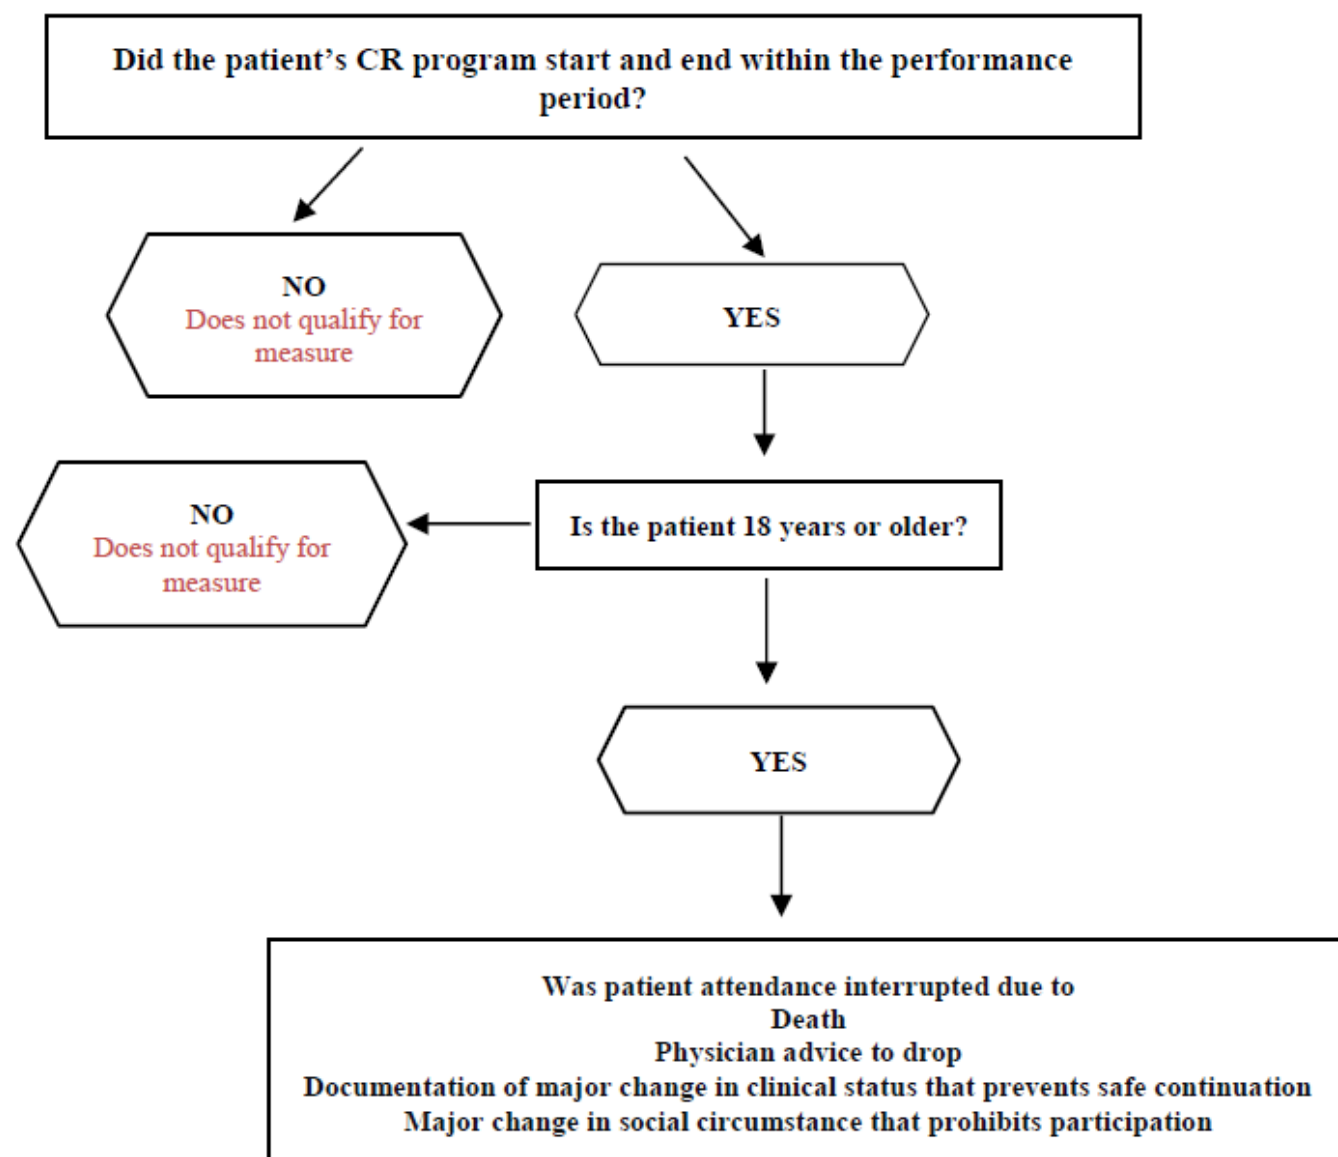 Did the patient’s CR program start and end within the performance
period?
NO
Does not qualify for
measure
YES
NO
Does not qualify for
measure
Is the patient 18 years or older?
YES
Was patient attendance interrupted due to
Death
Physician advice to drop
Documentation of major change in clinical status that prevents safe continuation
Major change in social circumstance that prohibits participation